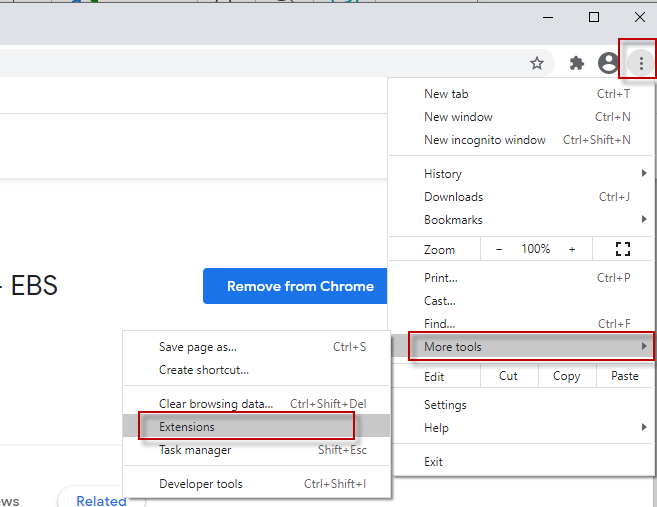 New tab Ctrl+T
New window Ctrl+N
New incognito window Ctrl+Shift+N
History
Downloads Ctrl+J
Bookmarks
Zoom − 100% +
- EBS
Remove from Chrome
Print... Ctrl+P
Cast...
Find... Ctrl+F
More tools
Edit Cut Copy Paste
Settings
Help
Exit
Save page as... Ctrl+S
Create shortcut...
Clear browsing data... Ctrl+Shift+Del
Extensions
Task manager Shift+Esc
Developer tools Ctrl+Shift+I
Related